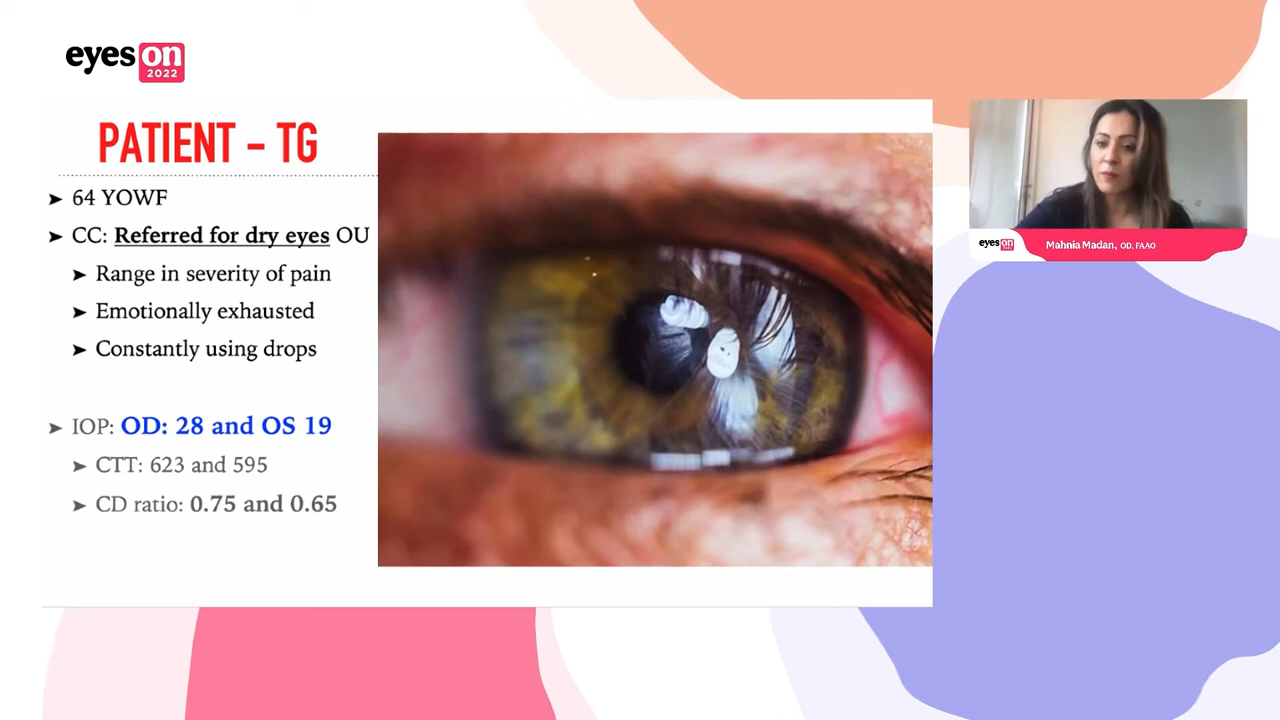 eyes on
2022
PATIENT - TG
➤ 64 YOWF
➤ CC: Referred for dry eyes OU
➤ Range in severity of pain
➤ Emotionally exhausted
➤ Constantly using drops
➤ IOP: OD: 28 and OS 19
➤ CTT: 623 and 595
➤ CD ratio: 0.75 and 0.65
eyes on
2022
Mahnia Madan, OD, FAAO